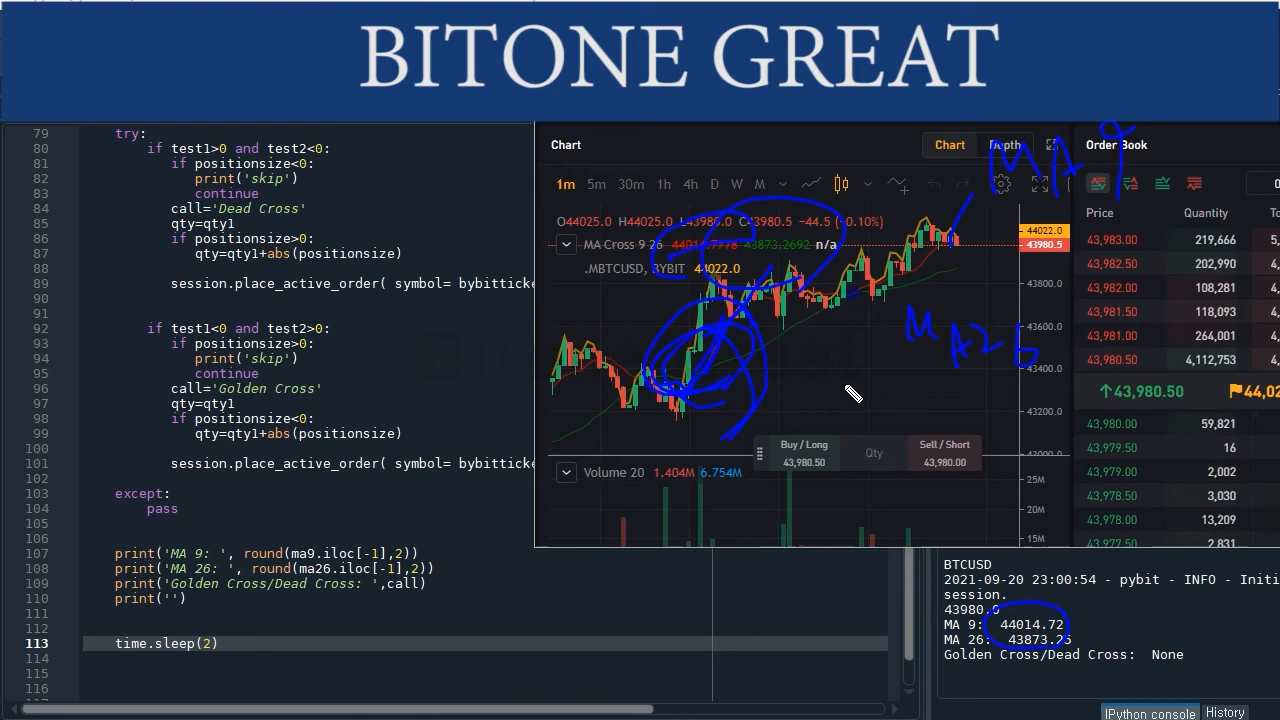 BITONE GREAT
79 try:
80 if test1>0 and test2<0:
81 if positionsize<0:
82 print('skip')
83 continue
84 call='Dead Cross'
85 qty=qty1
86 if positionsize>0:
87 qty=qty1+abs(positionsize)
88
89 session.place_active_order( symbol= bybitticke
90
91
92 if test1<0 and test2>0:
93 if positionsize>0:
94 print('skip')
95 continue
96 call='Golden Cross'
97 qty=qty1
98 if positionsize<0:
99 qty=qty1+abs(positionsize)
100
101 session.place_active_order( symbol= bybitticke
102
103 except:
104 pass
105
106
107 print('MA 9: ', round(ma9.iloc[-1],2))
108 print('MA 26: ', round(ma26.iloc[-1],2))
109 print('Golden Cross/Dead Cross: ',call)
110 print('')
111
112
113 time.sleep(2)
114
115
116
Chart
Chart Depth
1m 5m 30m 1h 4h D W M
O44025.0 H44025.0 L43980.0 C43980.5 −44.5 (−0.10%)
MA Cross 9 26 44014.7778 43873.2692 n/a
.MBTCUSD, BYBIT 44022.0
MA 9
MA26
44022.0
43980.5
43800.0
43600.0
43400.0
43200.0
43000.0
Buy / Long
43,980.50
Qty
Sell / Short
43,980.00
Volume 20 1.404M 6.754M
25M
20M
15M
Order Book
Price Quantity
43,983.00 219,666
43,982.50 202,990
43,982.00 108,281
43,981.50 118,093
43,981.00 264,001
43,980.50 4,112,753
↑43,980.50 44,02
43,980.00 59,821
43,979.50 16
43,979.00 2,002
43,978.50 3,030
43,978.00 13,209
43,977.50 2,831
BTCUSD
2021-09-20 23:00:54 - pybit - INFO - Initi
session.
43980.0
MA 9: 44014.72
MA 26: 43873.25
Golden Cross/Dead Cross: None
IPython console History